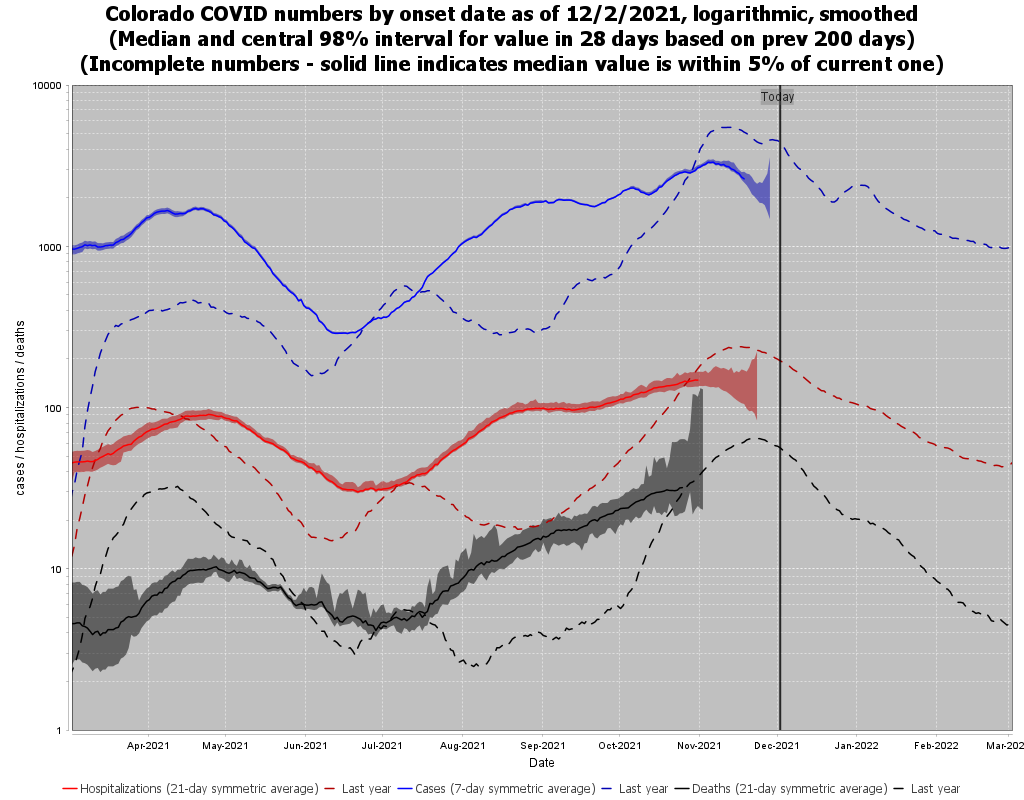 Colorado COVID numbers by onset date as of 12/2/2021, logarithmic, smoothed
(Median and central 98% interval for value in 28 days based on prev 200 days)
(Incomplete numbers - solid line indicates median value is within 5% of current one)
Today
10000
1000
100
10
1
cases / hospitalizations / deaths
Apr-2021 May-2021 Jun-2021 Jul-2021 Aug-2021 Sep-2021 Oct-2021 Nov-2021 Dec-2021 Jan-2022 Feb-2022 Mar-202
Date
Hospitalizations (21-day symmetric average) Last year Cases (7-day symmetric average) Last year Deaths (21-day symmetric average) Last year